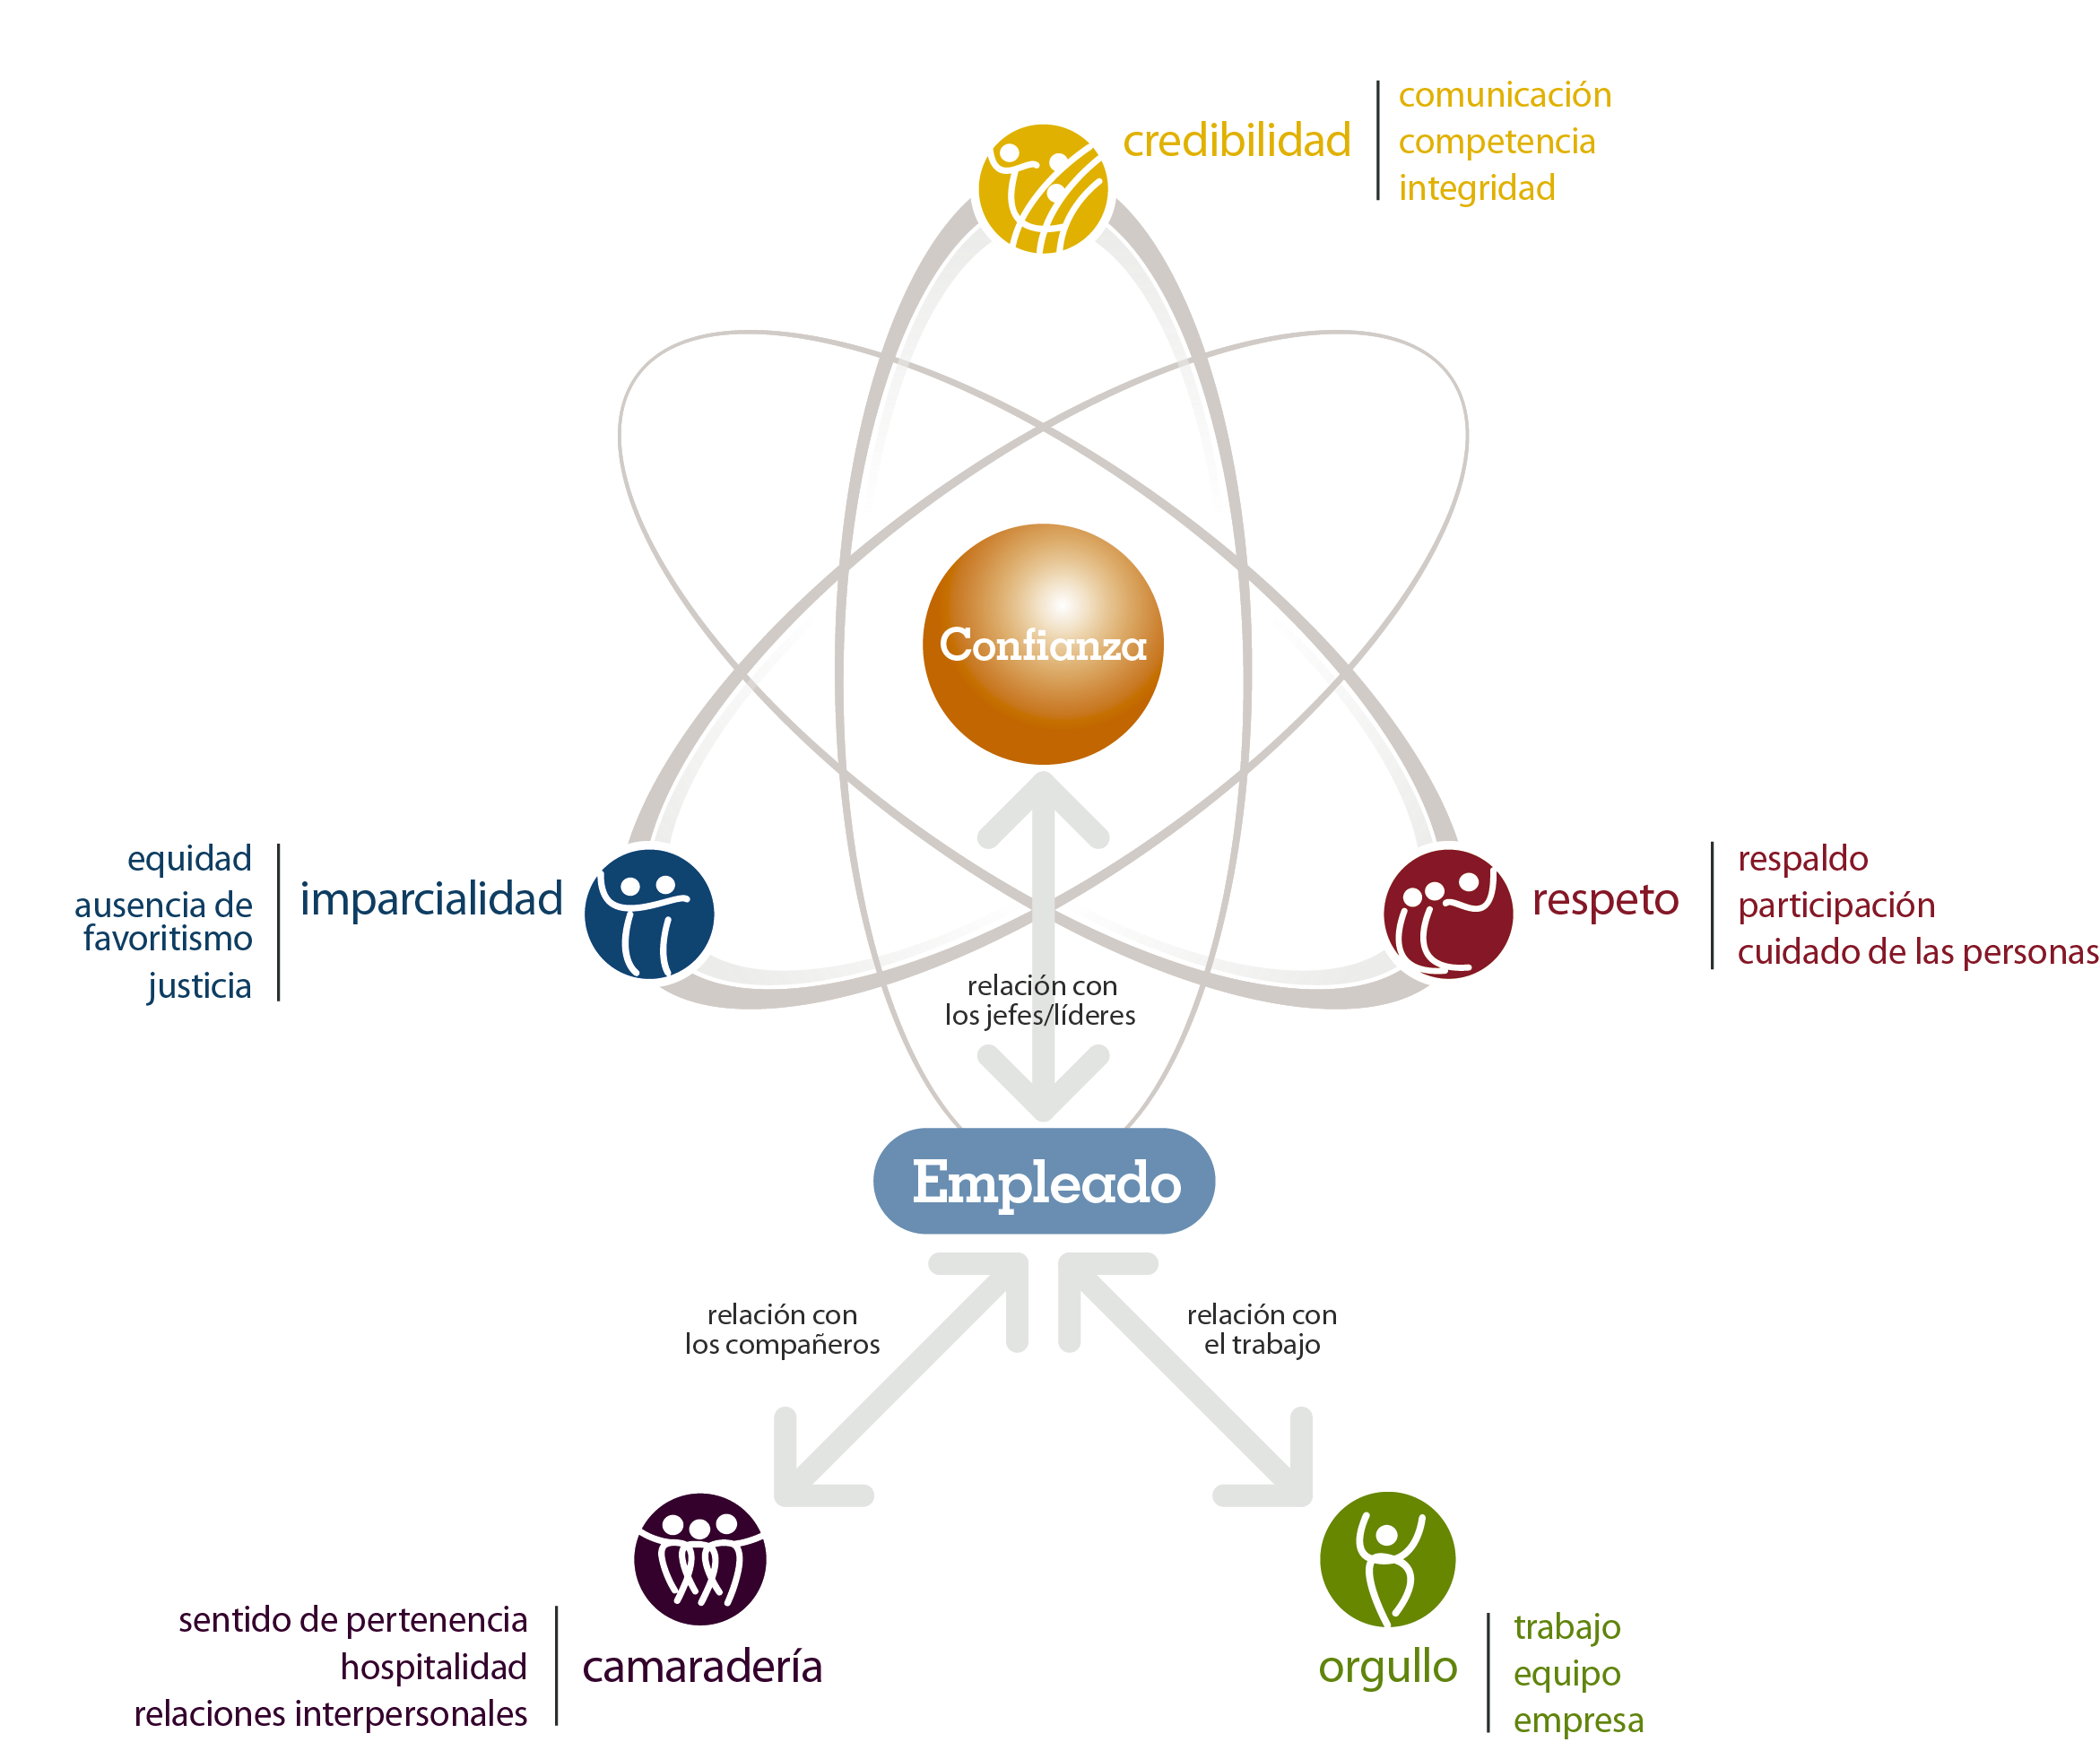 credibilidad
comunicación
competencia
integridad
Confianza
equidad
ausencia de
favoritismo
justicia
imparcialidad
respeto
respaldo
participación
cuidado de las personas
relación con
los jefes/líderes
Empleado
relación con
los compañeros
relación con
el trabajo
sentido de pertenencia
hospitalidad
relaciones interpersonales
camaradería
orgullo
trabajo
equipo
empresa